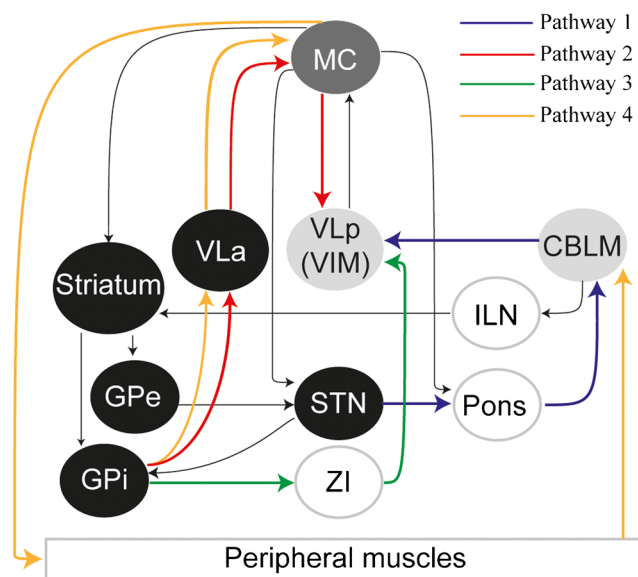 Pathway 1
MC
Pathway 2
Pathway 3
Pathway 4
VLa
VLp
(VIM)
CBLM
Striatum
ILN
GPe
STN
Pons
GPi
ZI
Peripheral muscles